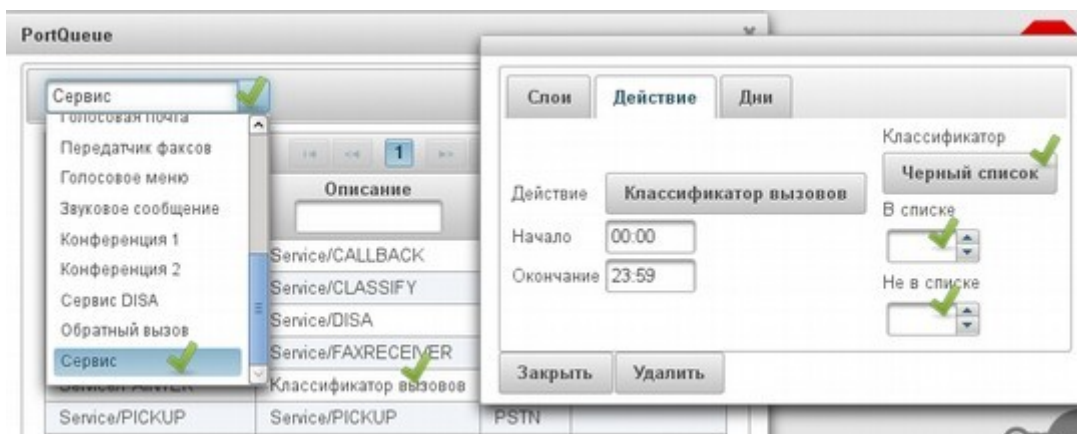 PortQueue
Сервис
Голосовая почта
Передатчик факсов
Голосовое меню
Звуковое сообщение
Конференция 1
Конференция 2
Сервис DISA
Обратный вызов
Сервис
1
Описание
Service/CALLBACK
Service/CLASSIFY
Service/DISA
Service/FAXRECEIVER
Классификатор вызовов
Service/PICKUP Service/PICKUP PSTN
Слои Действие Дни
Действие Классификатор вызовов
Начало 00:00
Окончание 23:59
Классификатор
Черный список
В списке
Не в списке
Закрыть Удалить